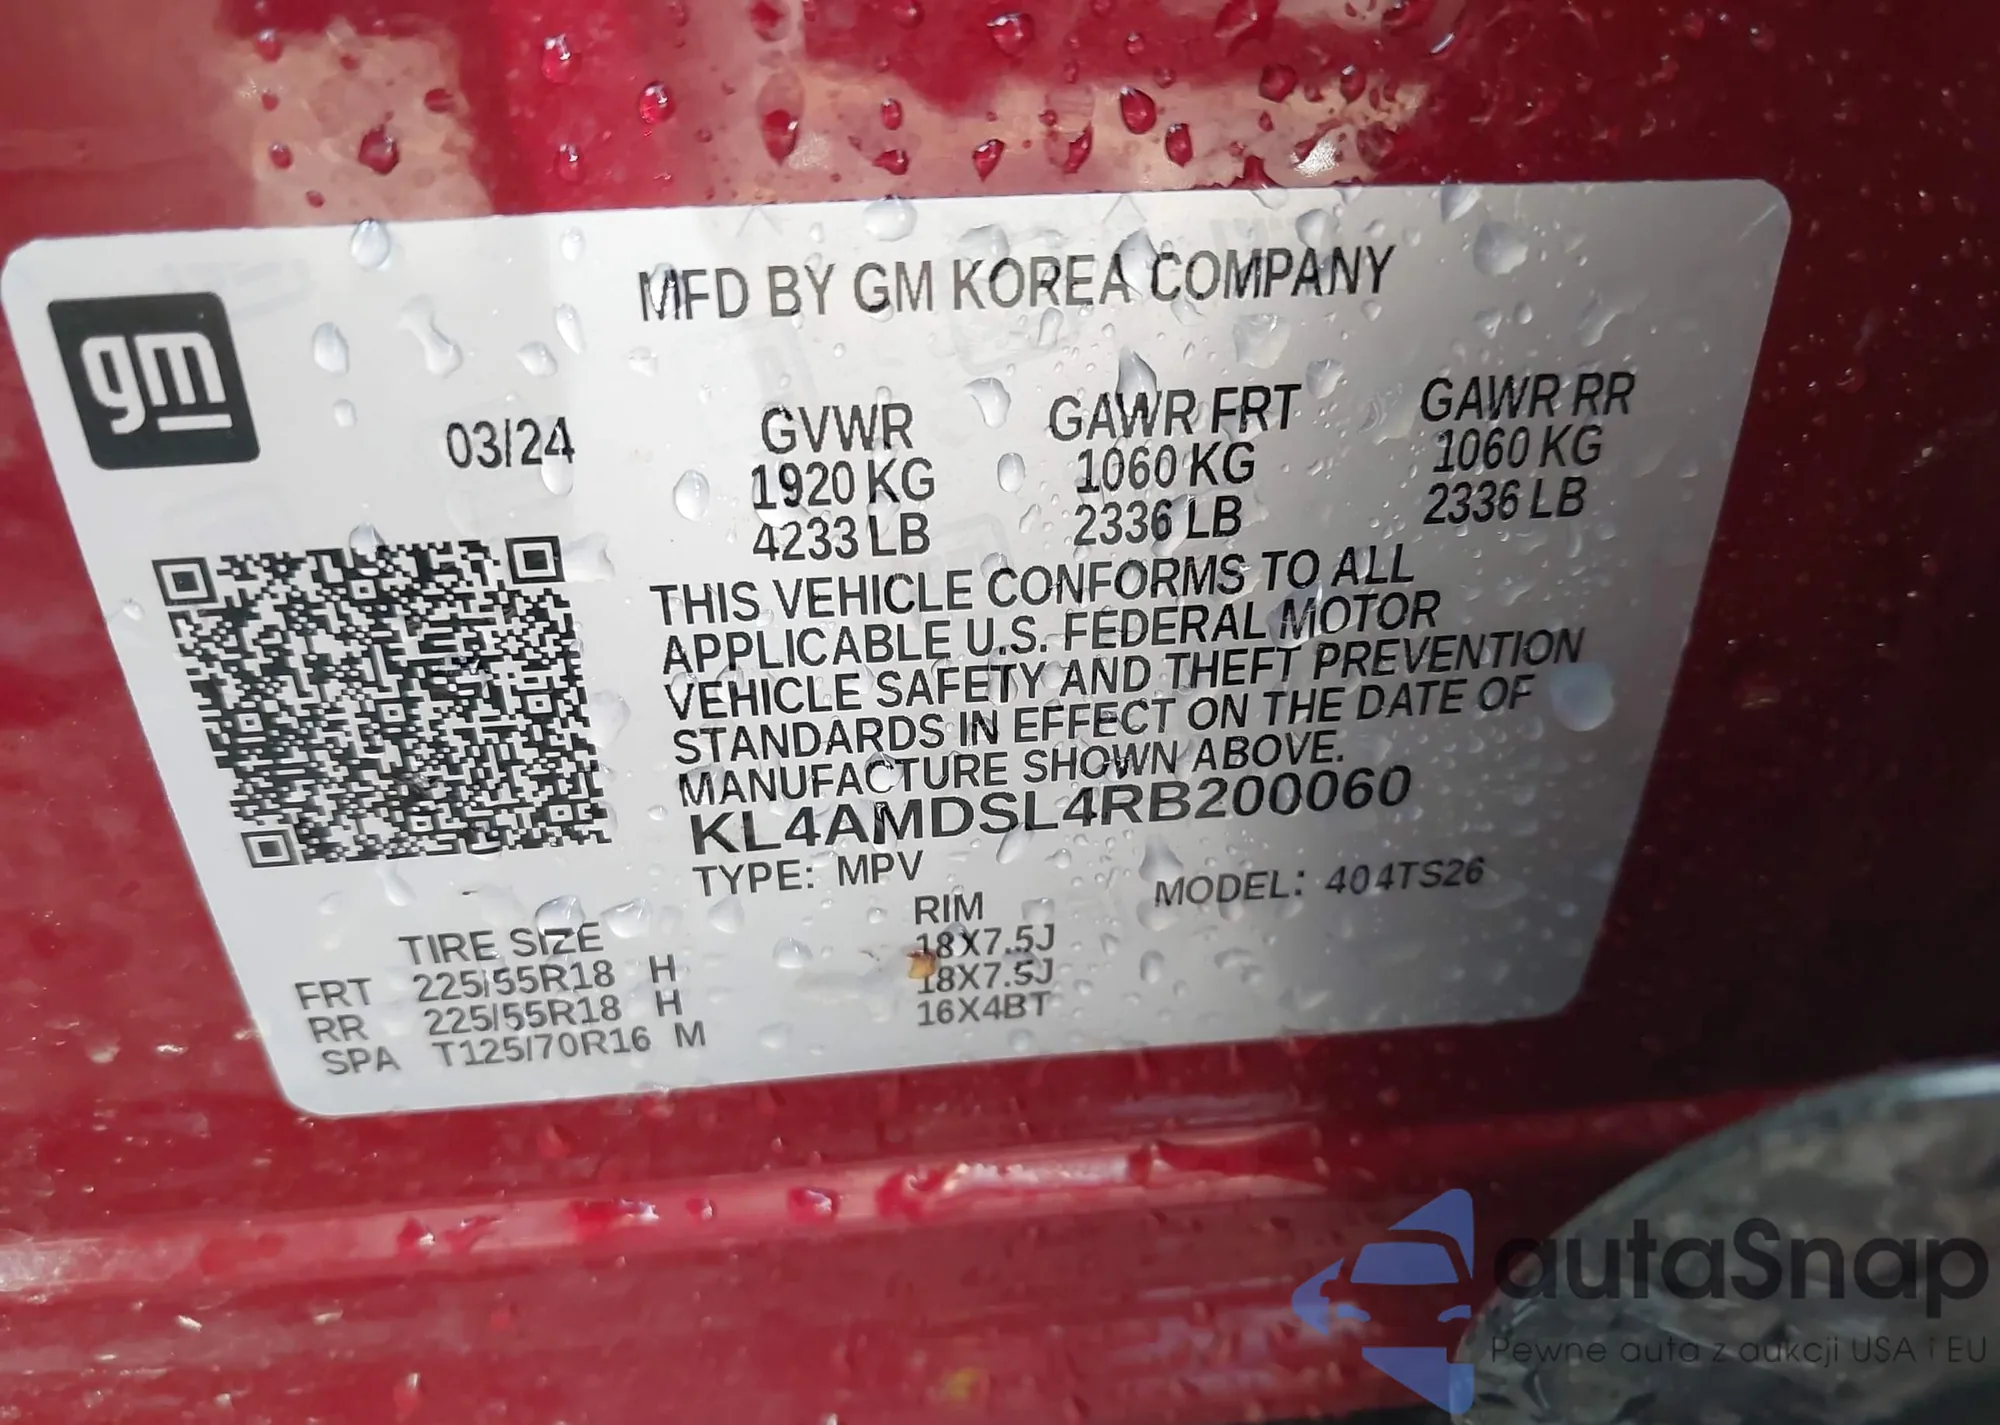 MFD BY GM KOREA COMPANY
gm
03/24
GVWR GAWR FRT GAWR RR
1920 KG 1060 KG 1060 KG
4233 LB 2336 LB 2336 LB
THIS VEHICLE CONFORMS TO ALL
APPLICABLE U.S. FEDERAL MOTOR
VEHICLE SAFETY AND THEFT PREVENTION
STANDARDS IN EFFECT ON THE DATE OF
MANUFACTURE SHOWN ABOVE.
KL4AMDSL4RB200060
TYPE: MPV MODEL: 404TS26
TIRE SIZE RIM
FRT 225/55R18 H 18X7.5J
RR 225/55R18 H 18X7.5J
SPA T125/70R16 M 16X4BT
autaSnap
Pewne auta z aukcji USA i EU